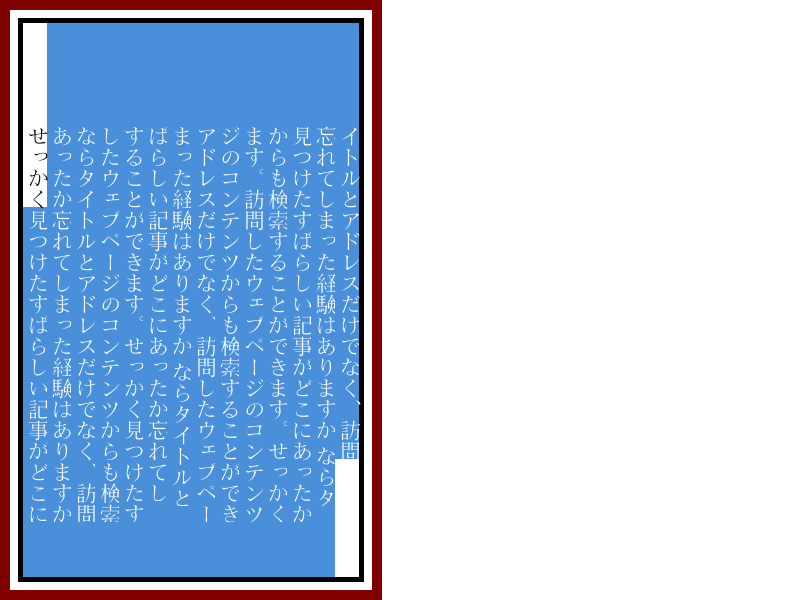 せっかく見つけたすばらしい記事がどこに
あったか忘れてしまった経験はありますか
ならタイトルとアドレスだけでなく、訪問
したウェブページのコンテンツからも検索
することができます。せっかく見つけたす
ばらしい記事がどこにあったか忘れてし
まった経験はありますか ならタイトルと
アドレスだけでなく、訪問したウェブペー
ジのコンテンツからも検索することができ
ます。訪問したウェブページのコンテンツ
からも検索することができます。せっかく
見つけたすばらしい記事がどこにあったか
忘れてしまった経験はありますか ならタ
イトルとアドレスだけでなく、訪問